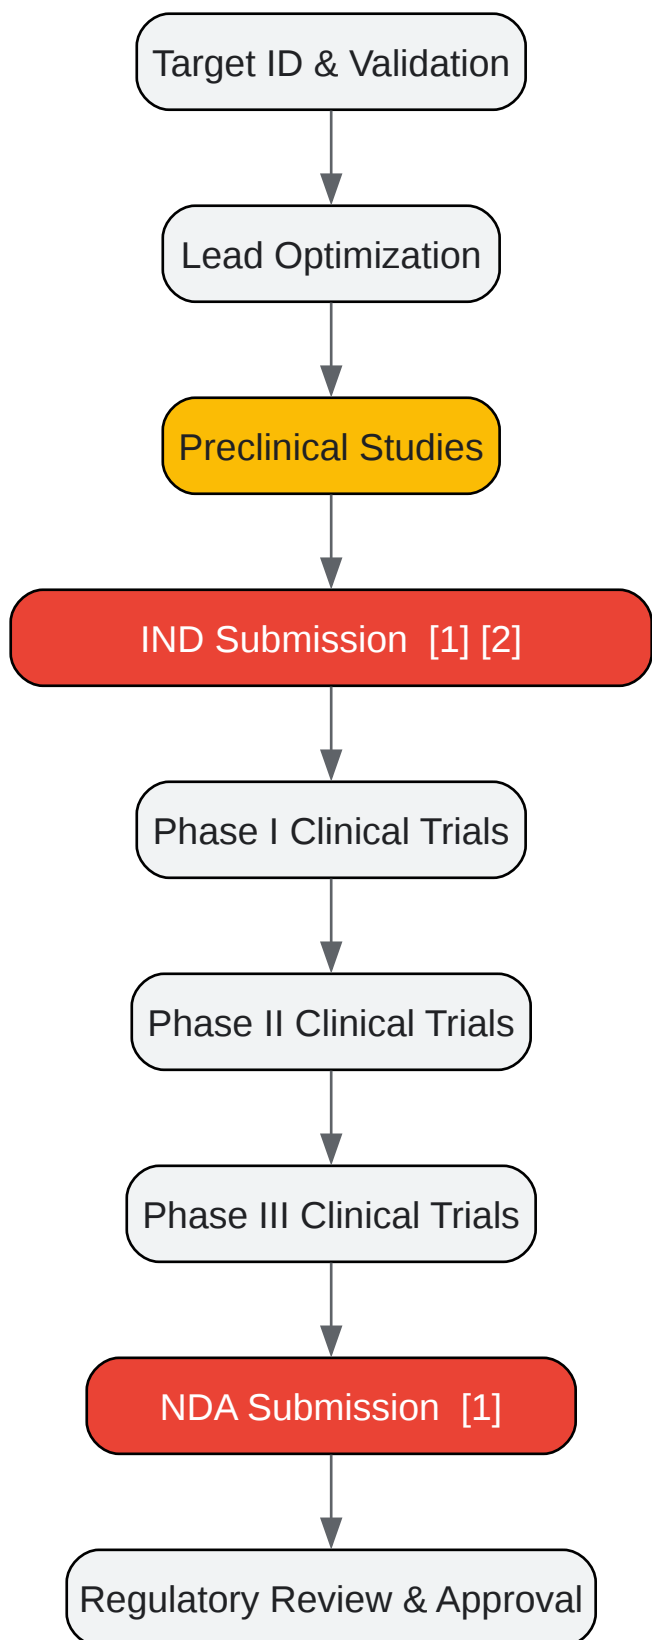 Target ID & Validation
Lead Optimization
Preclinical Studies
IND Submission [1] [2]
Phase I Clinical Trials
Phase II Clinical Trials
Phase III Clinical Trials
NDA Submission [1]
Regulatory Review & Approval